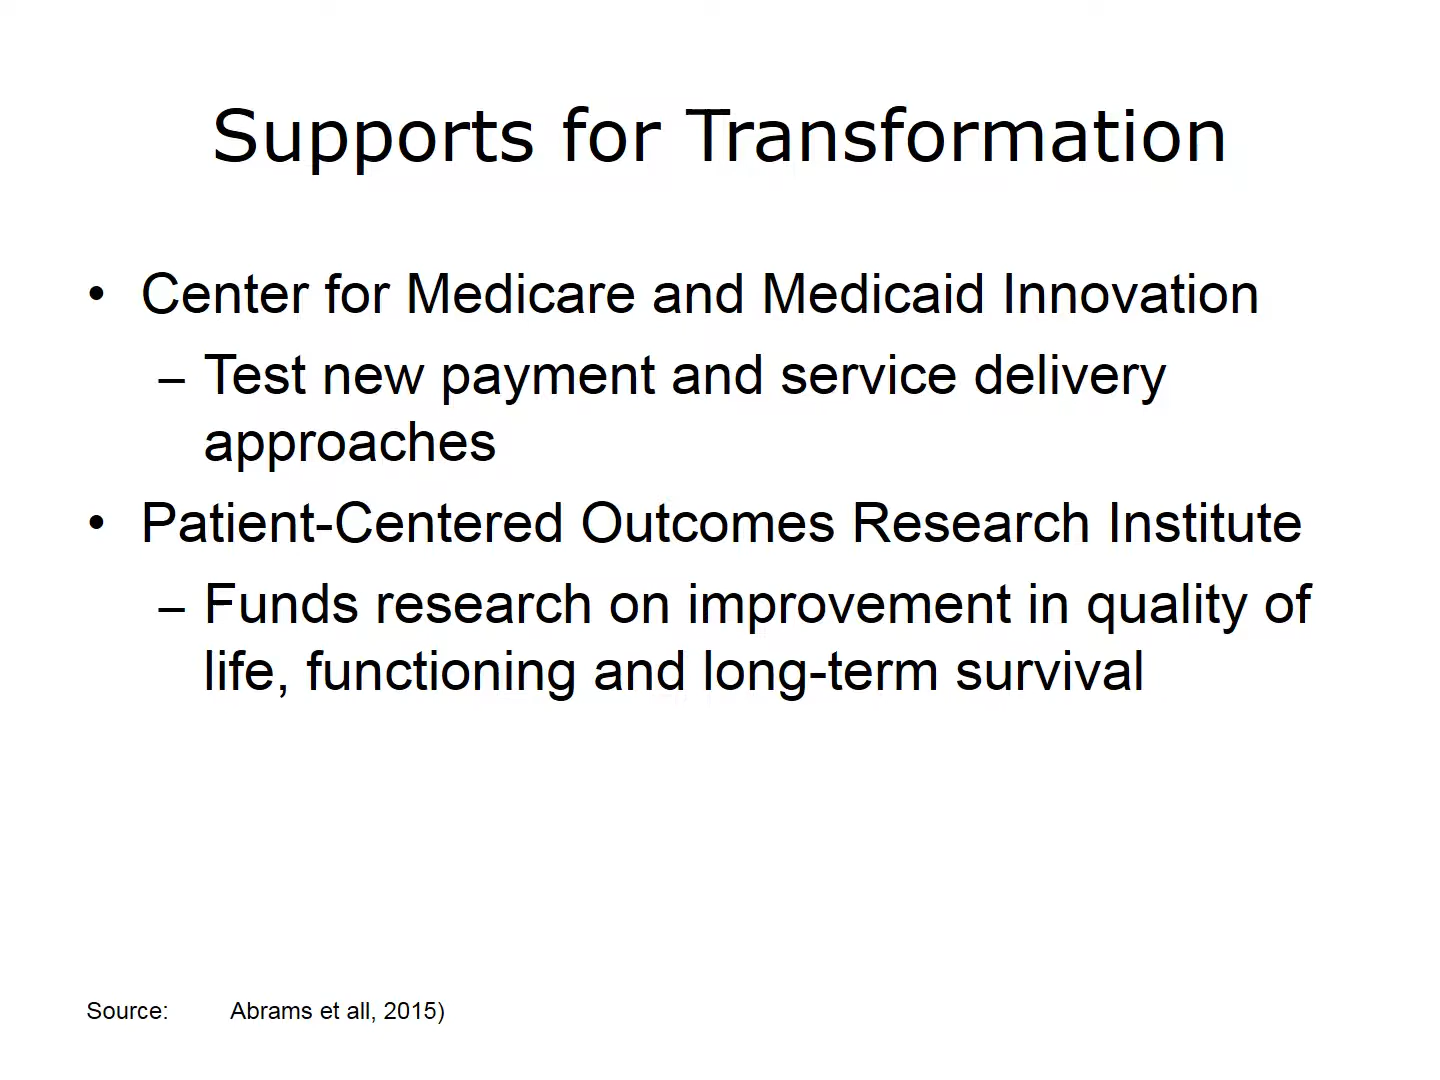 Supports for Transformation
• Center for Medicare and Medicaid Innovation
– Test new payment and service delivery
approaches
• Patient-Centered Outcomes Research Institute
– Funds research on improvement in quality of
life, functioning and long-term survival
Source: Abrams et all, 2015)